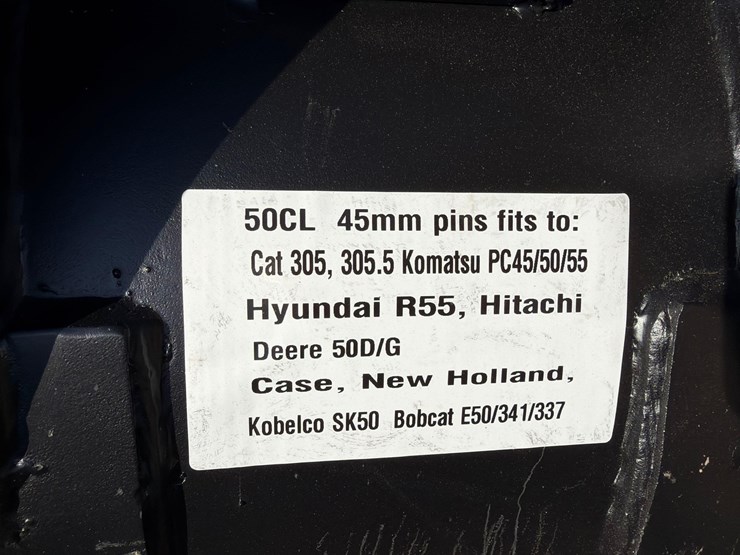 50CL 45mm pins fits to:
Cat 305, 305.5 Komatsu PC45/50/55
Hyundai R55, Hitachi
Deere 50D/G
Case, New Holland,
Kobelco SK50 Bobcat E50/341/337